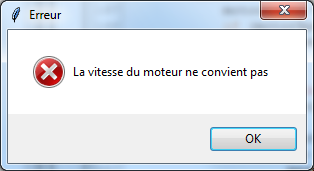 Erreur
La vitesse du moteur ne convient pas
OK